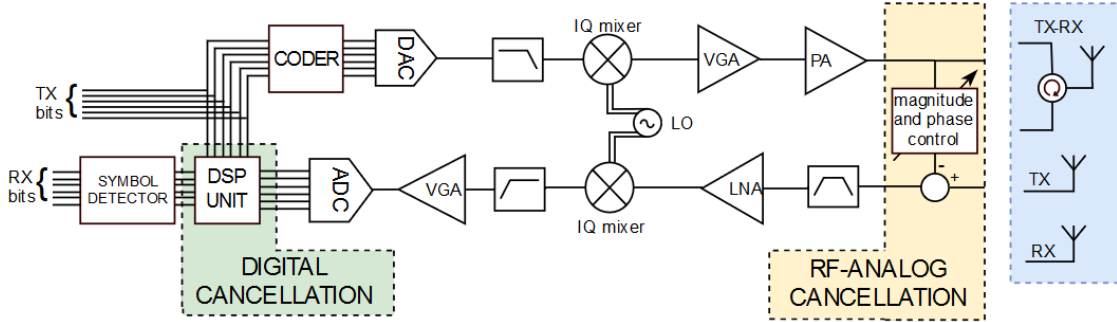 IQ mixer
TX-RX
CODER
DAC
VGA
PA
TX
bits
LO
magnitude
and phase
control
-
+
RX
bits
SYMBOL
DETECTOR
DSP
UNIT
ADC
VGA
IQ mixer
LNA
TX
RX
DIGITAL
CANCELLATION
RF-ANALOG
CANCELLATION